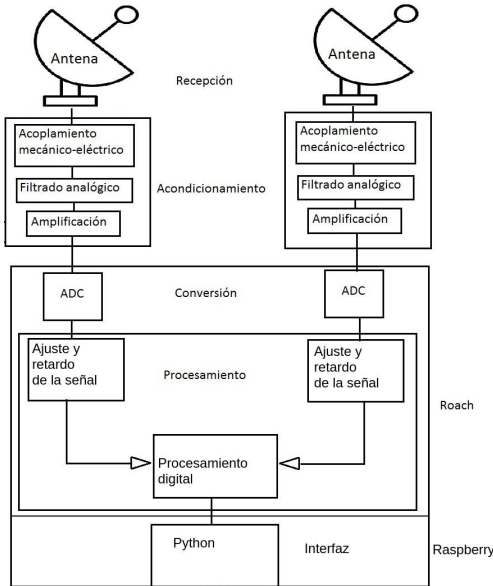 Antena
Antena
Recepción
Acoplamiento
mecánico-eléctrico
Filtrado analógico
Amplificación
Acondicionamiento
Acoplamiento
mecánico-eléctrico
Filtrado analógico
Amplificación
ADC
Conversión
ADC
Ajuste y
retardo
de la señal
Procesamiento
Ajuste y
retardo
de la señal
Roach
Procesamiento
digital
Python
Interfaz
Raspberry